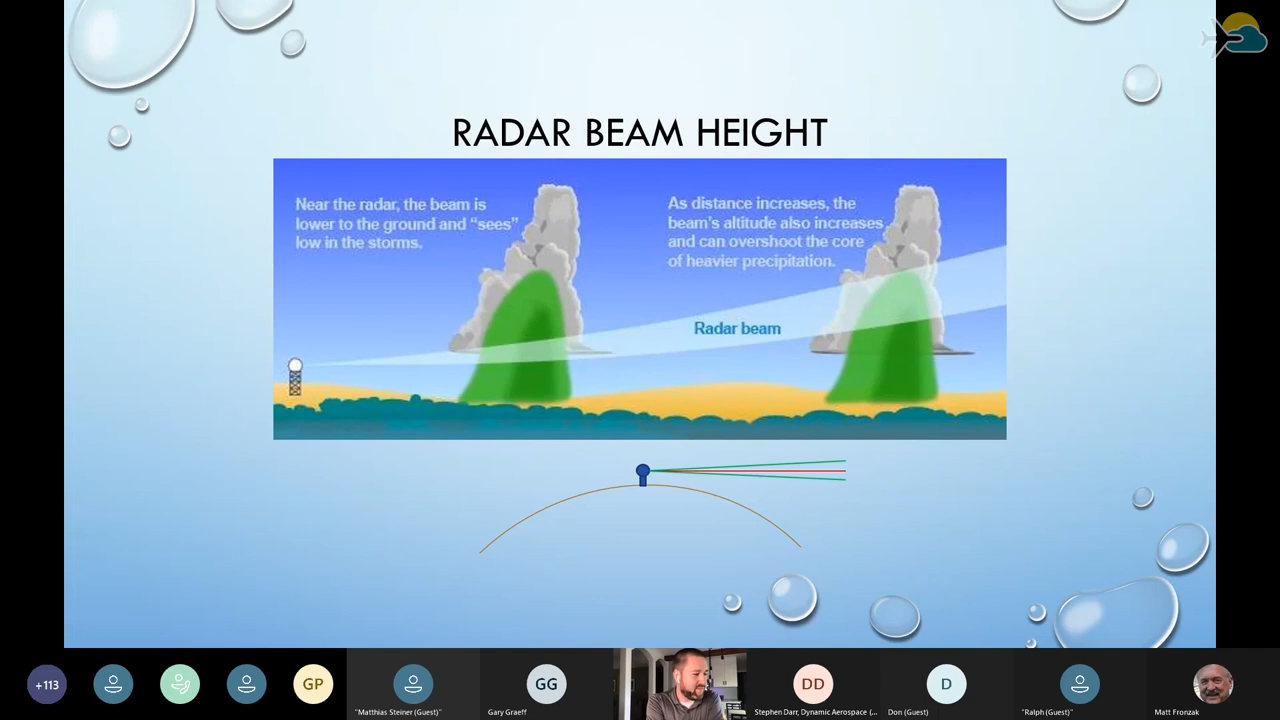 RADAR BEAM HEIGHT
Near the radar, the beam is
lower to the ground and “sees”
low in the storms.
As distance increases, the
beam's altitude also increases
and can overshoot the core
of heavier precipitation.
Radar beam
+113
GP
"Matthias Steiner (Guest)"
GG
Gary Graeff
DD
Stephen Darr, Dynamic Aerospace (...
D
Don (Guest)
"Ralph (Guest)"
Matt Fronzak